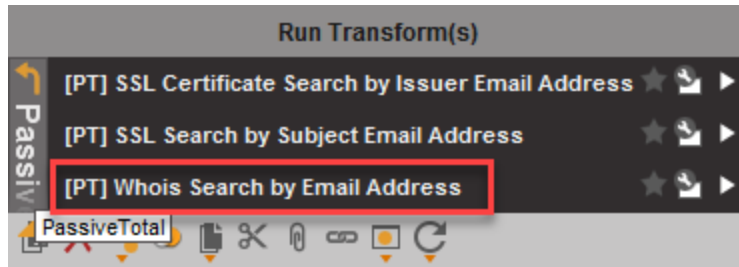 Run Transform(s)
[PT] SSL Certificate Search by Issuer Email Address
[PT] SSL Search by Subject Email Address
[PT] Whois Search by Email Address
Passiv
PassiveTotal